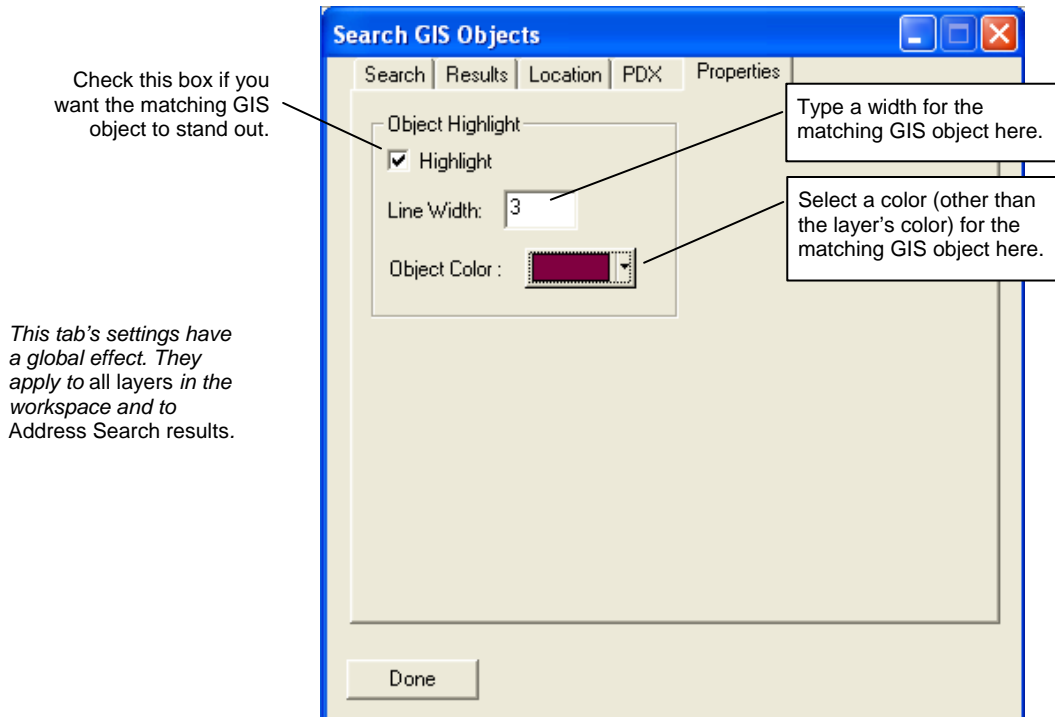 Search GIS Objects
Search Results Location PDX Properties
Check this box if you
want the matching GIS
object to stand out.
Object Highlight
Highlight
Line Width: 3
Object Color :
Type a width for the
matching GIS object here.
Select a color (other than
the layer's color) for the
matching GIS object here.
This tab's settings have
a global effect. They
apply to all layers in the
workspace and to
Address Search results.
Done